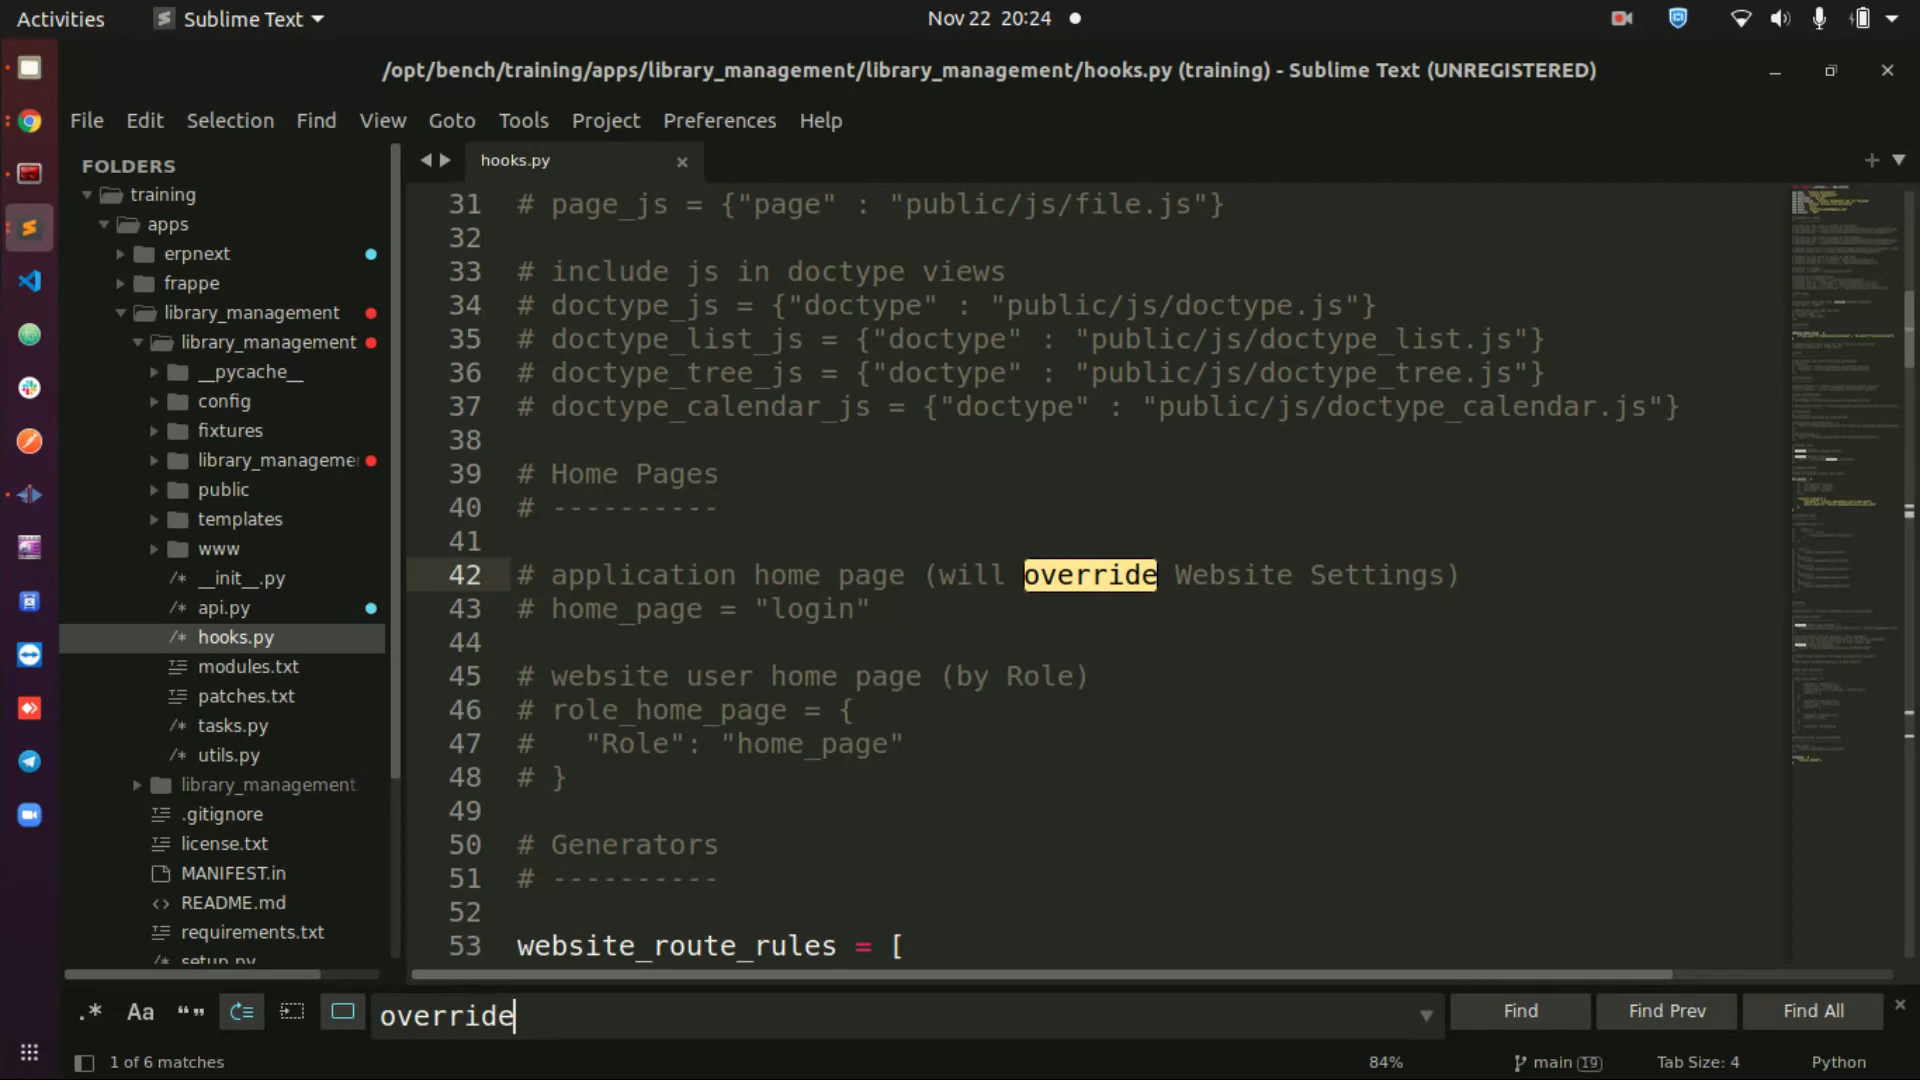 Activities
Sublime Text
Nov 22 20:24
/opt/bench/training/apps/library_management/library_management/hooks.py (training) - Sublime Text (UNREGISTERED)
File Edit Selection Find View Goto Tools Project Preferences Help
FOLDERS
training
apps
erpnext
frappe
library_management
library_management
__pycache__
config
fixtures
library_manageme
public
templates
www
/* __init__.py
/* api.py
/* hooks.py
modules.txt
patches.txt
/* tasks.py
/* utils.py
library_management
.gitignore
license.txt
MANIFEST.in
<> README.md
requirements.txt
/* setup.py
hooks.py
31 # page_js = {"page" : "public/js/file.js"}
32
33 # include js in doctype views
34 # doctype_js = {"doctype" : "public/js/doctype.js"}
35 # doctype_list_js = {"doctype" : "public/js/doctype_list.js"}
36 # doctype_tree_js = {"doctype" : "public/js/doctype_tree.js"}
37 # doctype_calendar_js = {"doctype" : "public/js/doctype_calendar.js"}
38
39 # Home Pages
40 # ----------
41
42 # application home page (will override Website Settings)
43 # home_page = "login"
44
45 # website user home page (by Role)
46 # role_home_page = {
47 #   "Role": "home_page"
48 # }
49
50 # Generators
51 # ----------
52
53 website_route_rules = [
.* Aa “” override Find Find Prev Find All
1 of 6 matches 84% main 19 Tab Size: 4 Python